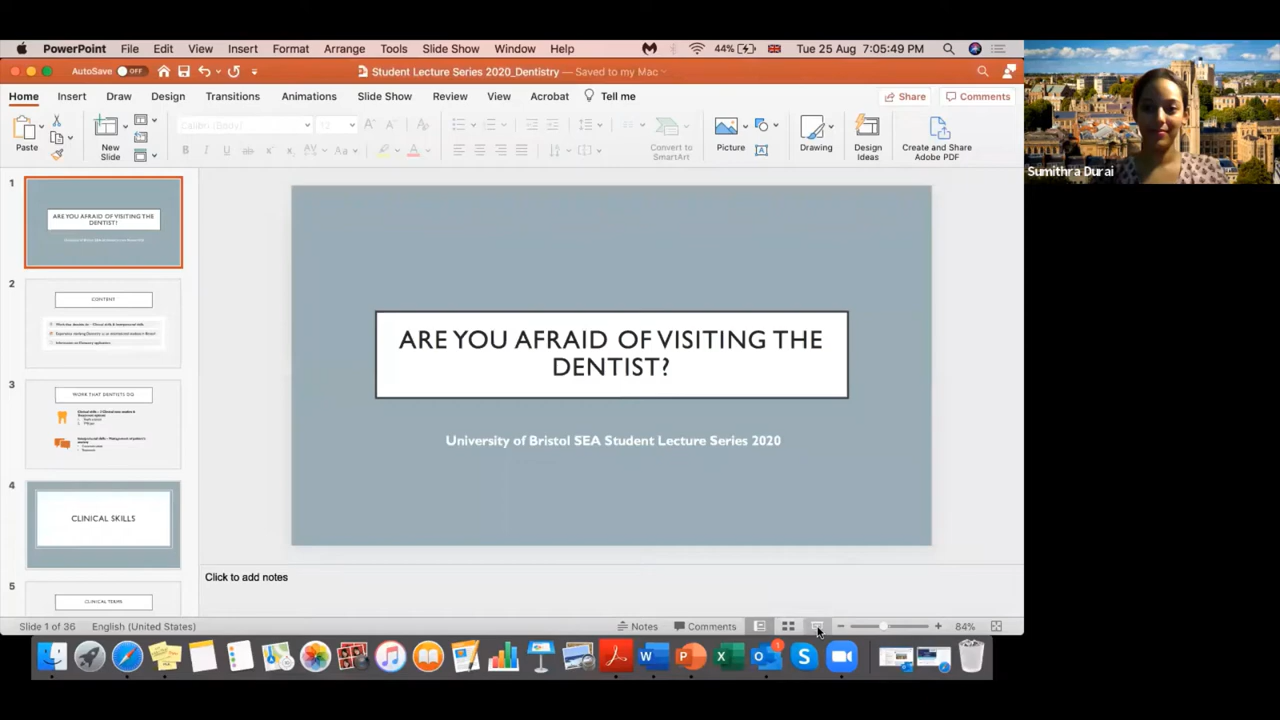 PowerPoint File Edit View Insert Format Arrange Tools Slide Show Window Help 44% Tue 25 Aug 7:05:49 PM
AutoSave OFF Student Lecture Series 2020_Dentistry — Saved to my Mac
Home Insert Draw Design Transitions Animations Slide Show Review View Acrobat Tell me Share Comments
Calibri (Body) 12
Paste New Slide Convert to SmartArt Picture Drawing Design Ideas Create and Share Adobe PDF
Sumithra Durai
1
ARE YOU AFRAID OF VISITING THE
DENTIST?
2
CONTENT
3
WORK THAT DENTISTS DO
4
CLINICAL SKILLS
5
CLINICAL TERMS
ARE YOU AFRAID OF VISITING THE
DENTIST?
University of Bristol SEA Student Lecture Series 2020
Click to add notes
Slide 1 of 36 English (United States) Notes Comments 84%